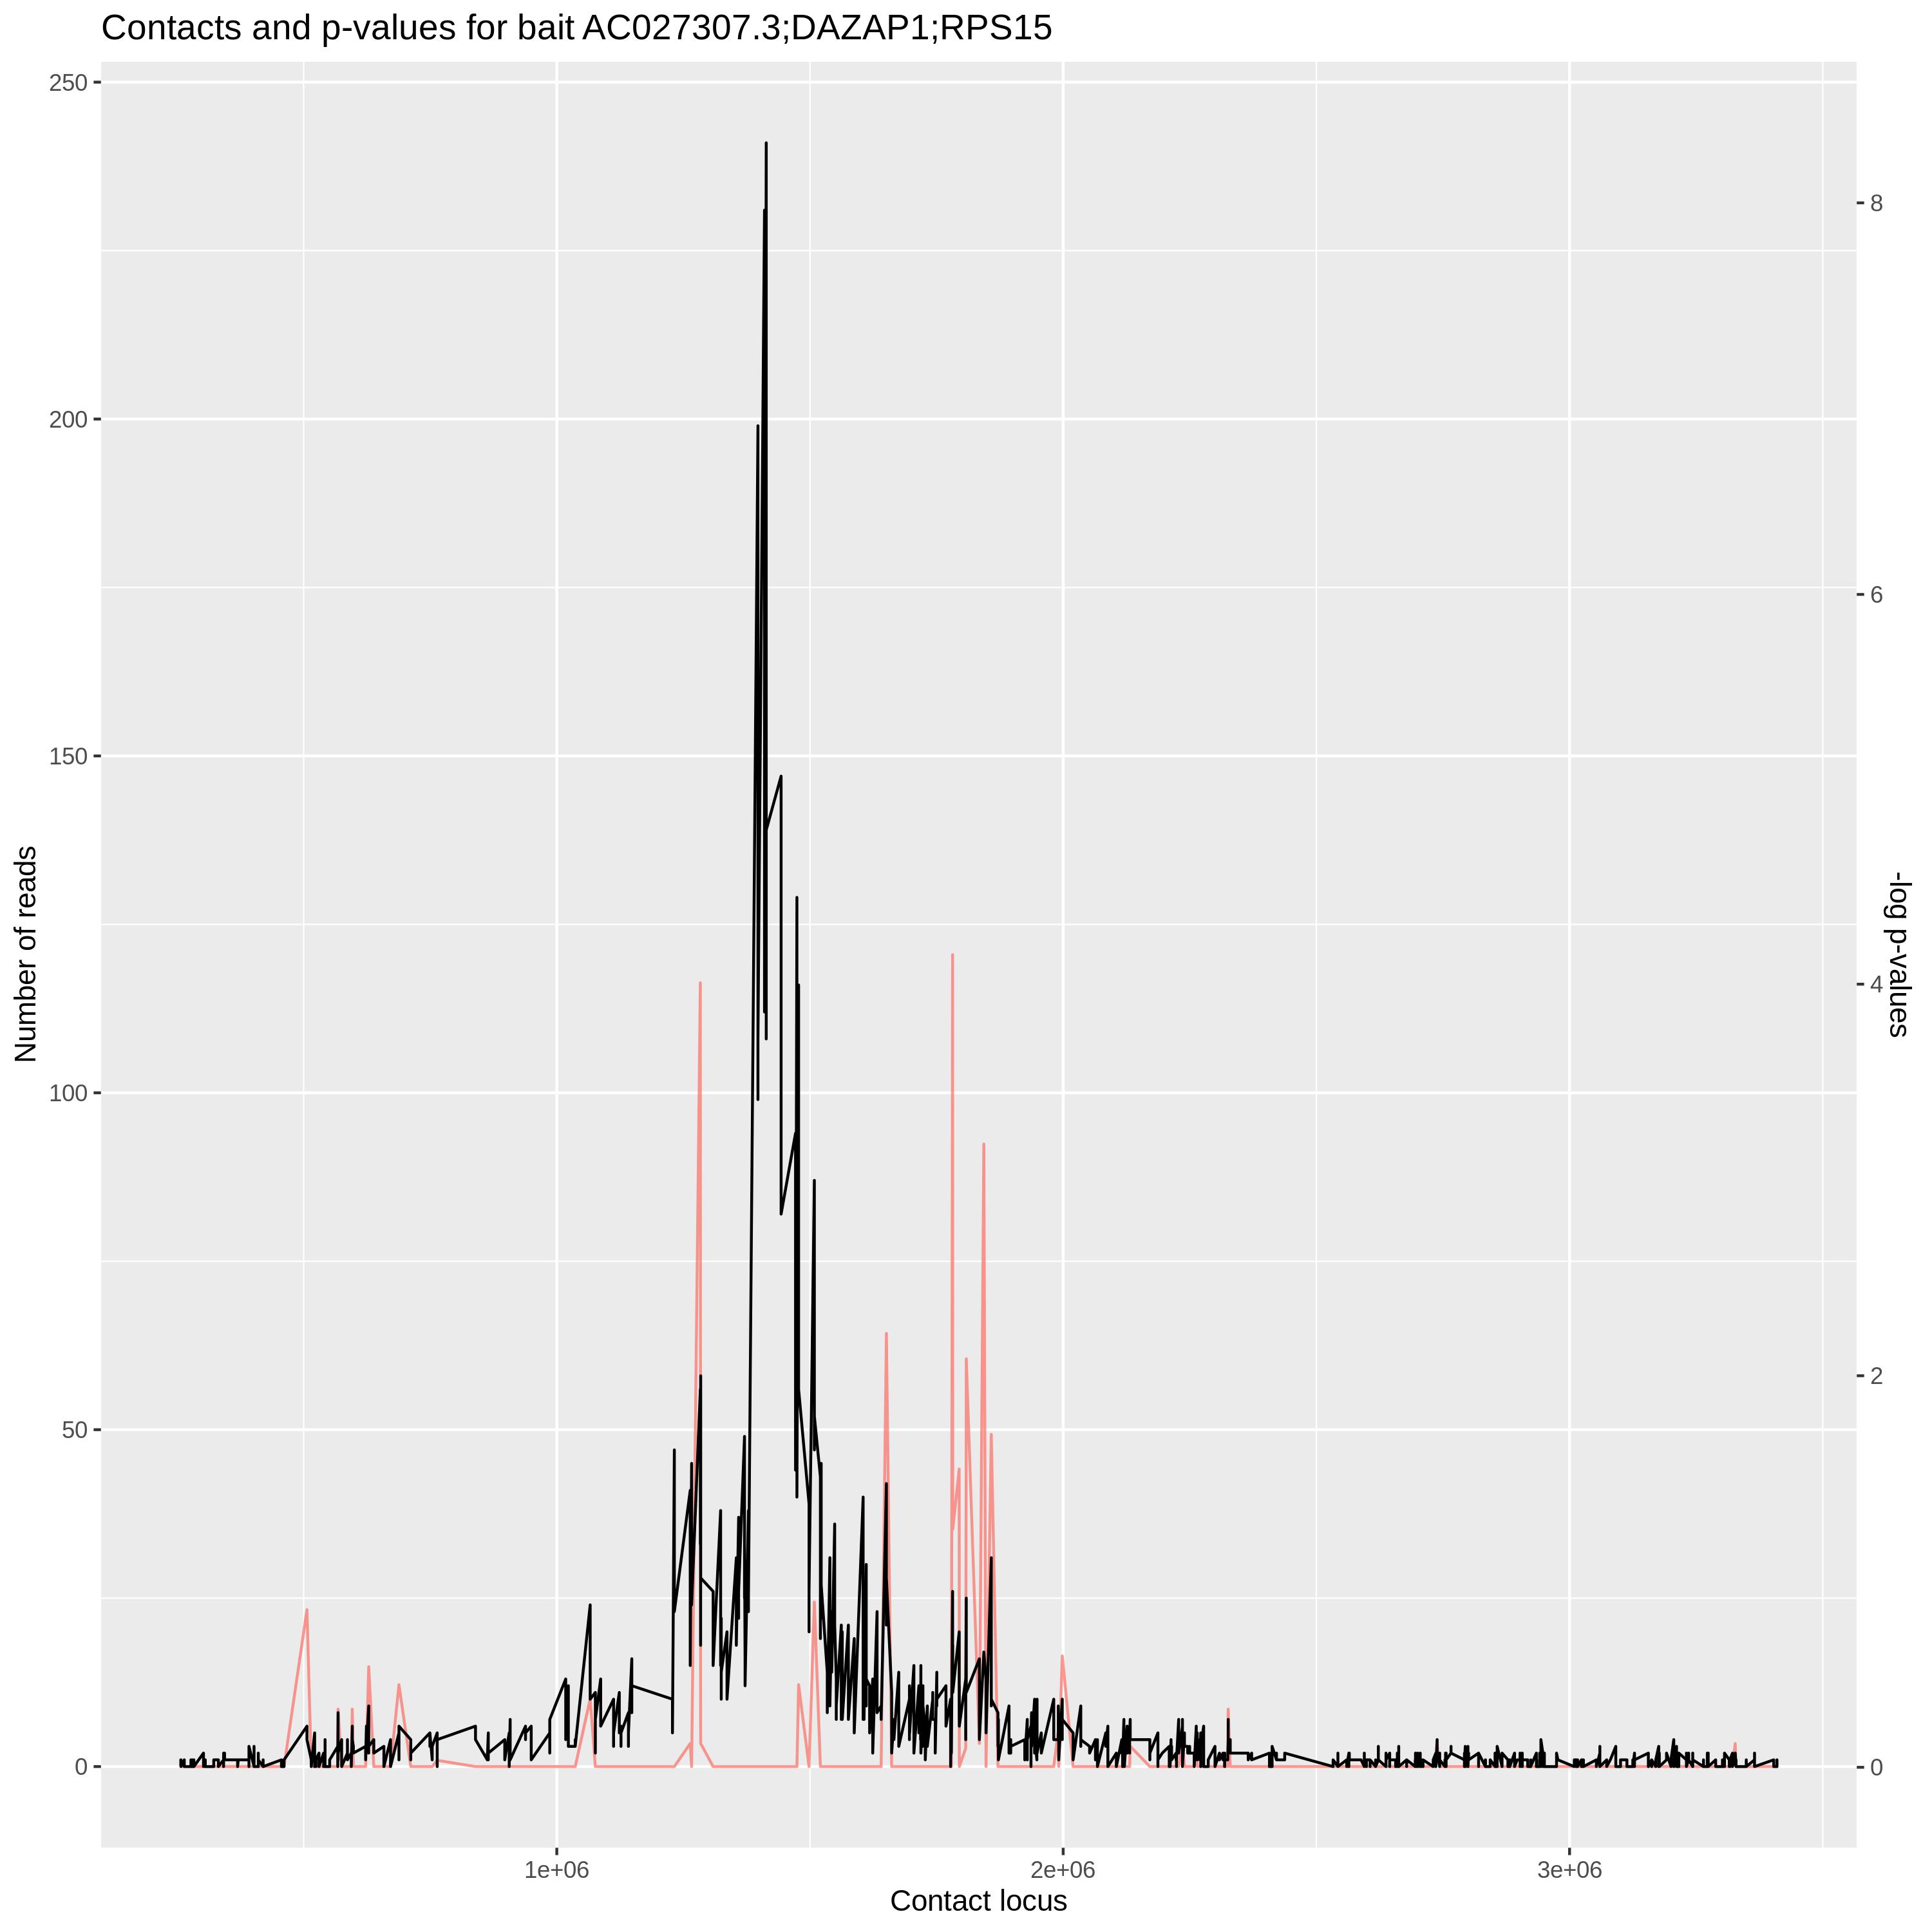 Contacts and p-values for bait AC027307.3;DAZAP1;RPS15
250
200
150
100
50
0
Number of reads
8
6
4
2
0
-log p-values
1e+06
2e+06
3e+06
Contact locus